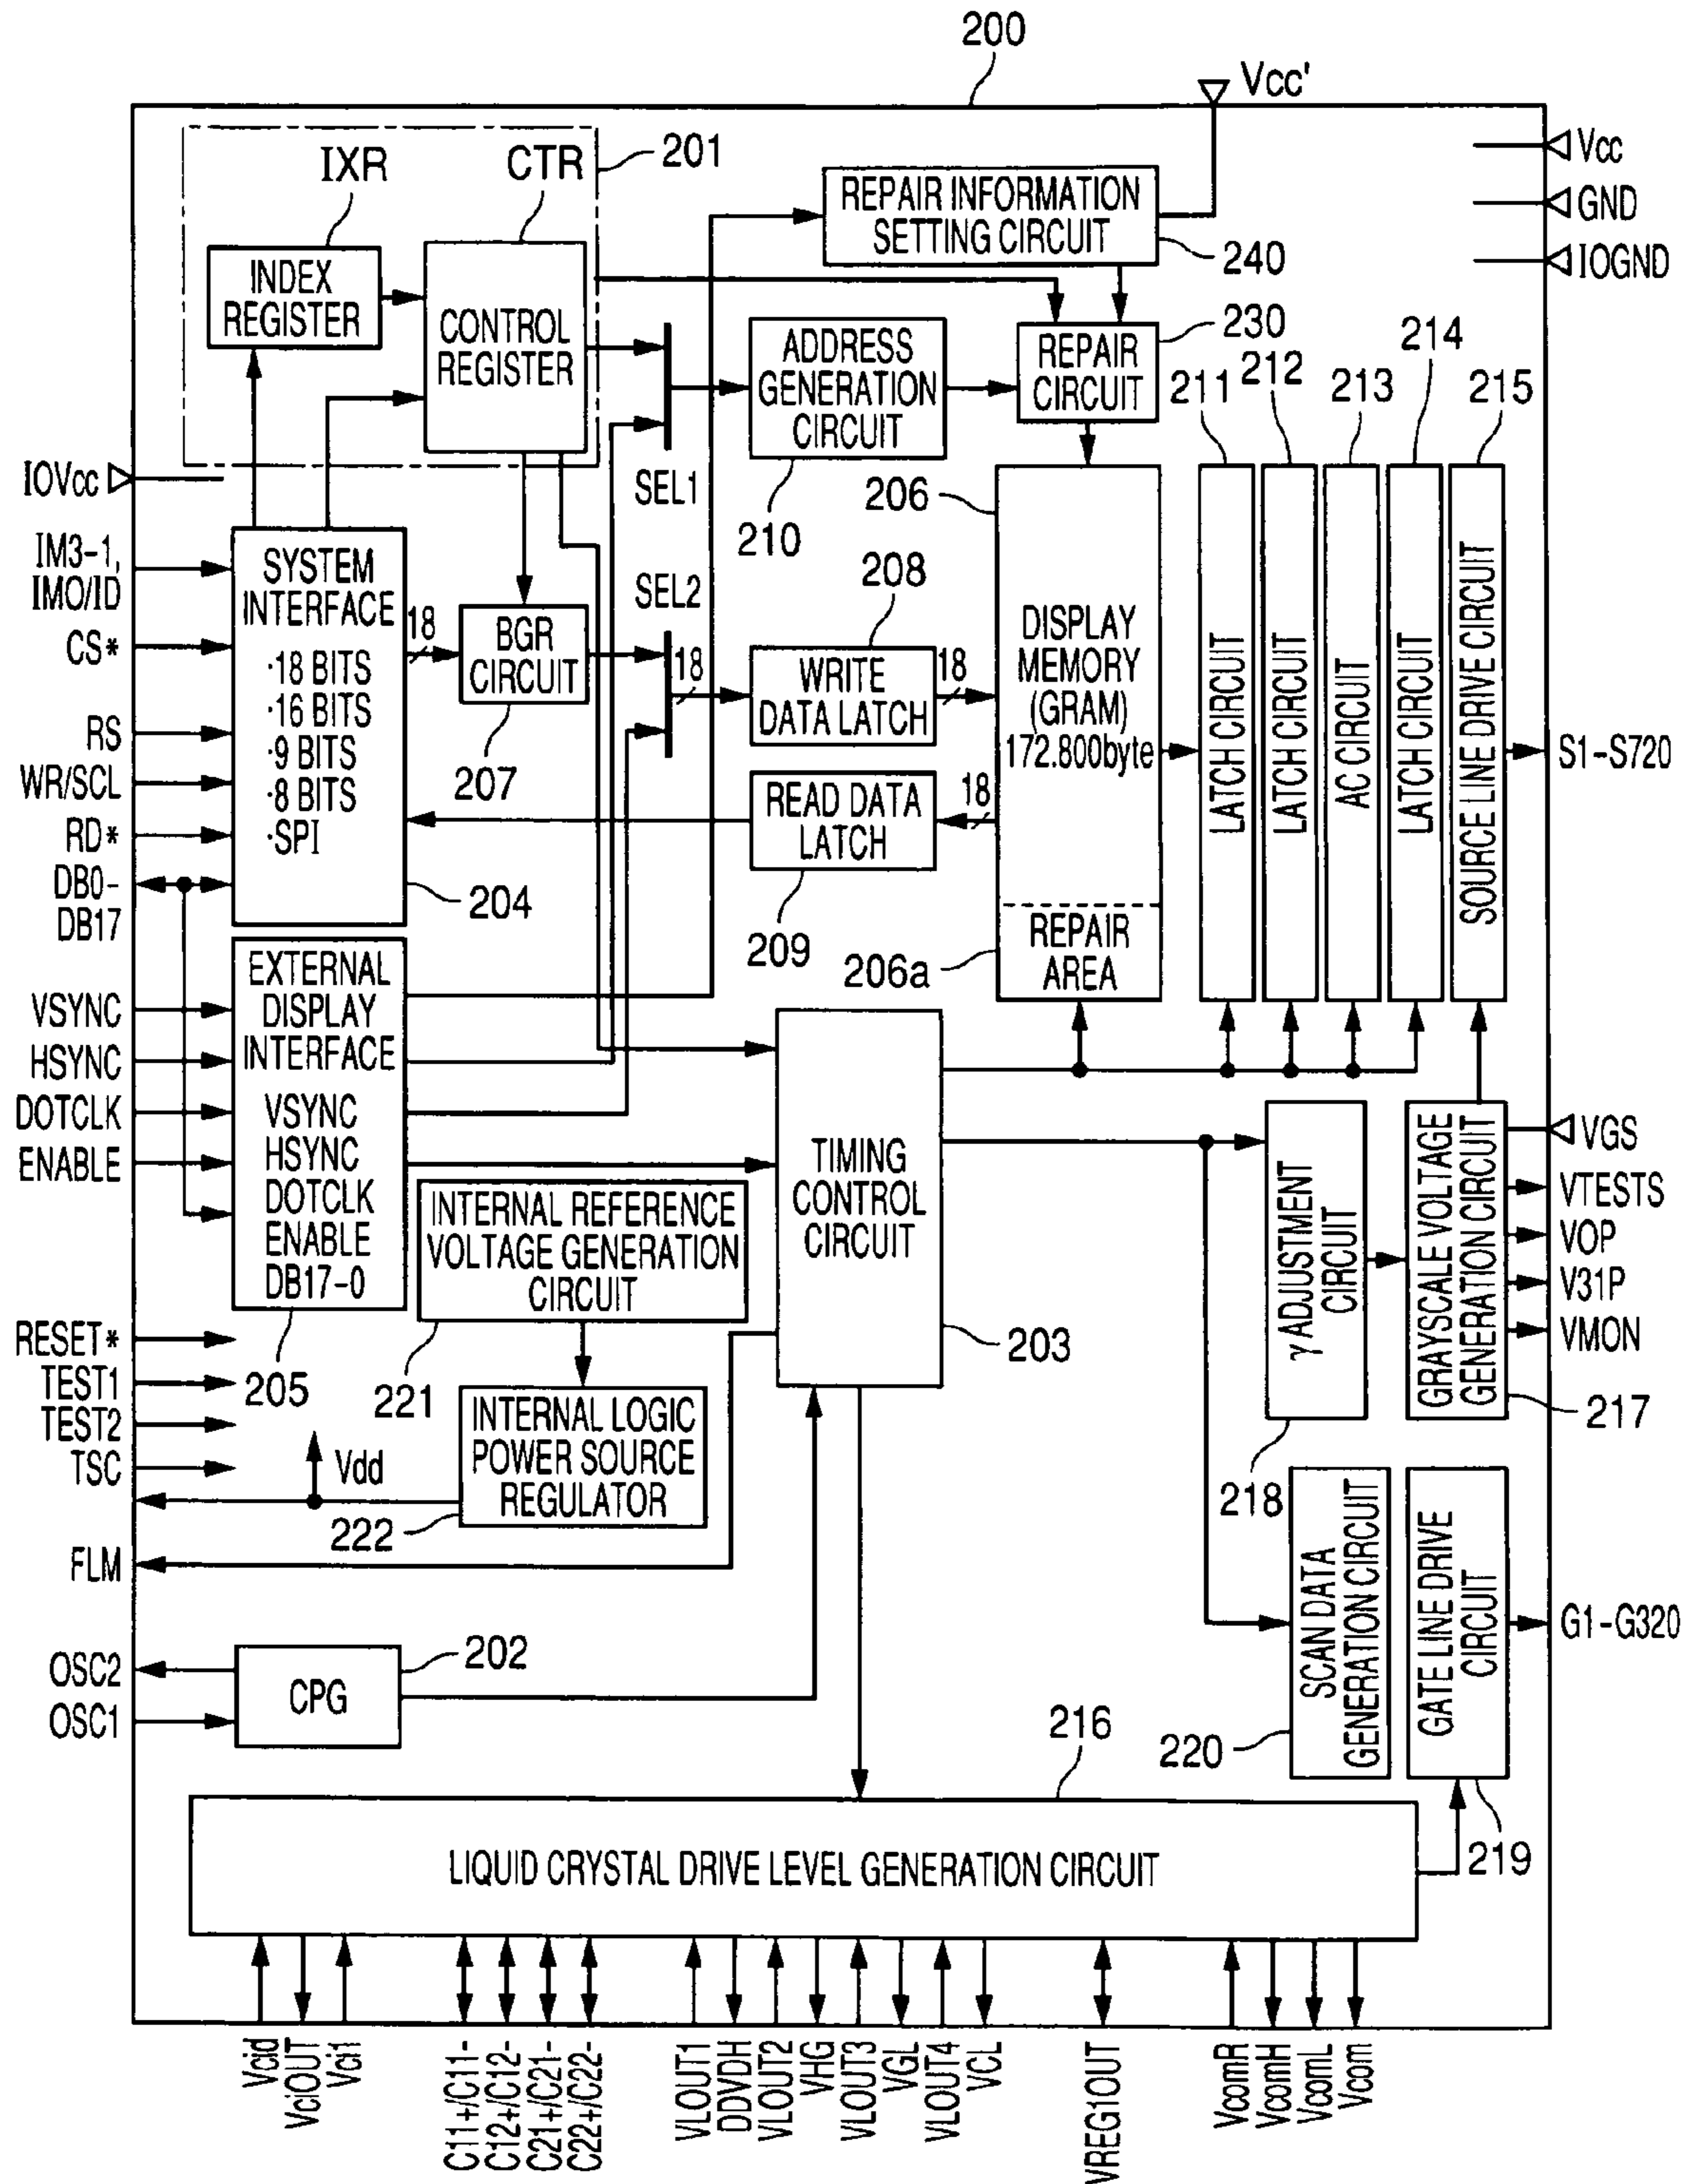 200
Vcc'
IXR
CTR
201
Vcc
GND
IOGND
REPAIR INFORMATION
SETTING CIRCUIT
240
INDEX
REGISTER
CONTROL
REGISTER
ADDRESS
GENERATION
CIRCUIT
210
REPAIR
CIRCUIT
230
211
212
213
214
215
IOVcc
SEL1
206
IM3-1,
IMO/ID
CS*
RS
WR/SCL
RD*
DB0-
DB17
SYSTEM
INTERFACE
·18 BITS
·16 BITS
·9 BITS
·8 BITS
·SPI
204
18
BGR
CIRCUIT
207
SEL2
18
208
WRITE
DATA LATCH
18
READ DATA
LATCH
18
209
DISPLAY
MEMORY
(GRAM)
172.800byte
REPAIR
AREA
206a
LATCH CIRCUIT
LATCH CIRCUIT
AC CIRCUIT
LATCH CIRCUIT
SOURCE LINE DRIVE CIRCUIT
S1-S720
VSYNC
HSYNC
DOTCLK
ENABLE
EXTERNAL
DISPLAY
INTERFACE
VSYNC
HSYNC
DOTCLK
ENABLE
DB17-0
205
INTERNAL REFERENCE
VOLTAGE GENERATION
CIRCUIT
221
TIMING
CONTROL
CIRCUIT
203
γ ADJUSTMENT
CIRCUIT
218
GRAYSCALE VOLTAGE
GENERATION CIRCUIT
217
VGS
VTESTS
VOP
V31P
VMON
RESET*
TEST1
TEST2
TSC
Vdd
INTERNAL LOGIC
POWER SOURCE
REGULATOR
222
FLM
SCAN DATA
GENERATION CIRCUIT
220
GATE LINE DRIVE
CIRCUIT
219
G1-G320
OSC2
OSC1
CPG
202
216
LIQUID CRYSTAL DRIVE LEVEL GENERATION CIRCUIT
Vcid
VciOUT
Vci1
C11+/C11-
C12+/C12-
C21+/C21-
C22+/C22-
VLOUT1
DDVDH
VLOUT2
VHG
VLOUT3
VGL
VLOUT4
VCL
VREG1OUT
VcomR
VcomH
VcomL
Vcom